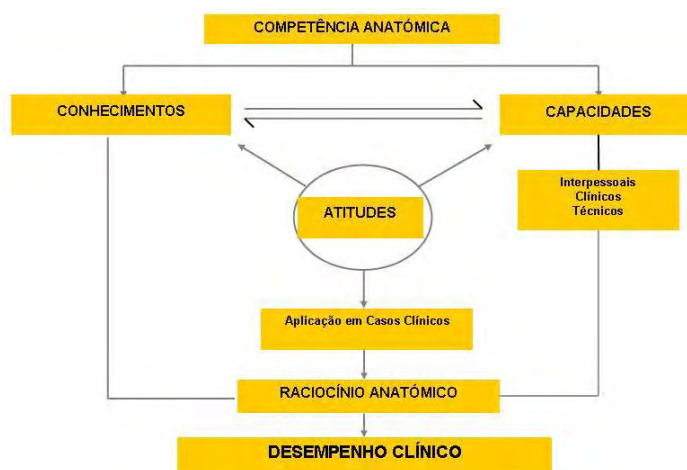 COMPETÊNCIA ANATÓMICA
CONHECIMENTOS
CAPACIDADES
Interpessoais
Clínicos
Técnicos
ATITUDES
Aplicação em Casos Clínicos
RACIOCÍNIO ANATÓMICO
DESEMPENHO CLÍNICO